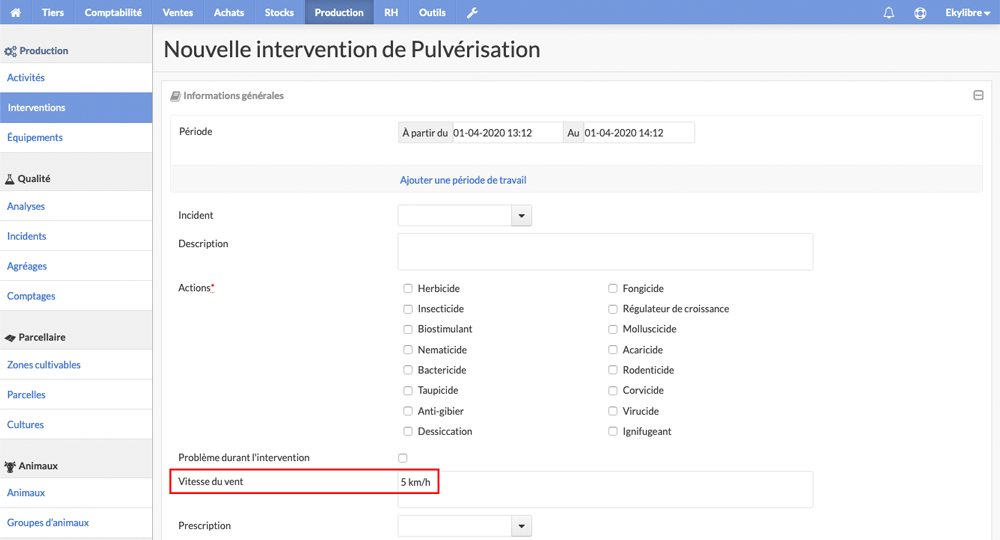 Tiers Comptabilité Ventes Achats Stocks Production RH Outils Ekylibre
Production
Activités
Interventions
Équipements
Qualité
Analyses
Incidents
Agréages
Comptages
Parcellaire
Zones cultivables
Parcelles
Cultures
Animaux
Animaux
Groupes d'animaux
Nouvelle intervention de Pulvérisation
Informations générales
Période À partir du 01-04-2020 13:12 Au 01-04-2020 14:12
Ajouter une période de travail
Incident
Description
Actions* Herbicide Fongicide
Insecticide Régulateur de croissance
Biostimulant Molluscicide
Nematicide Acaricide
Bactericide Rodenticide
Taupicide Corvicide
Anti-gibier Virucide
Dessiccation Ignifugeant
Problème durant l'intervention
Vitesse du vent 5 km/h
Prescription